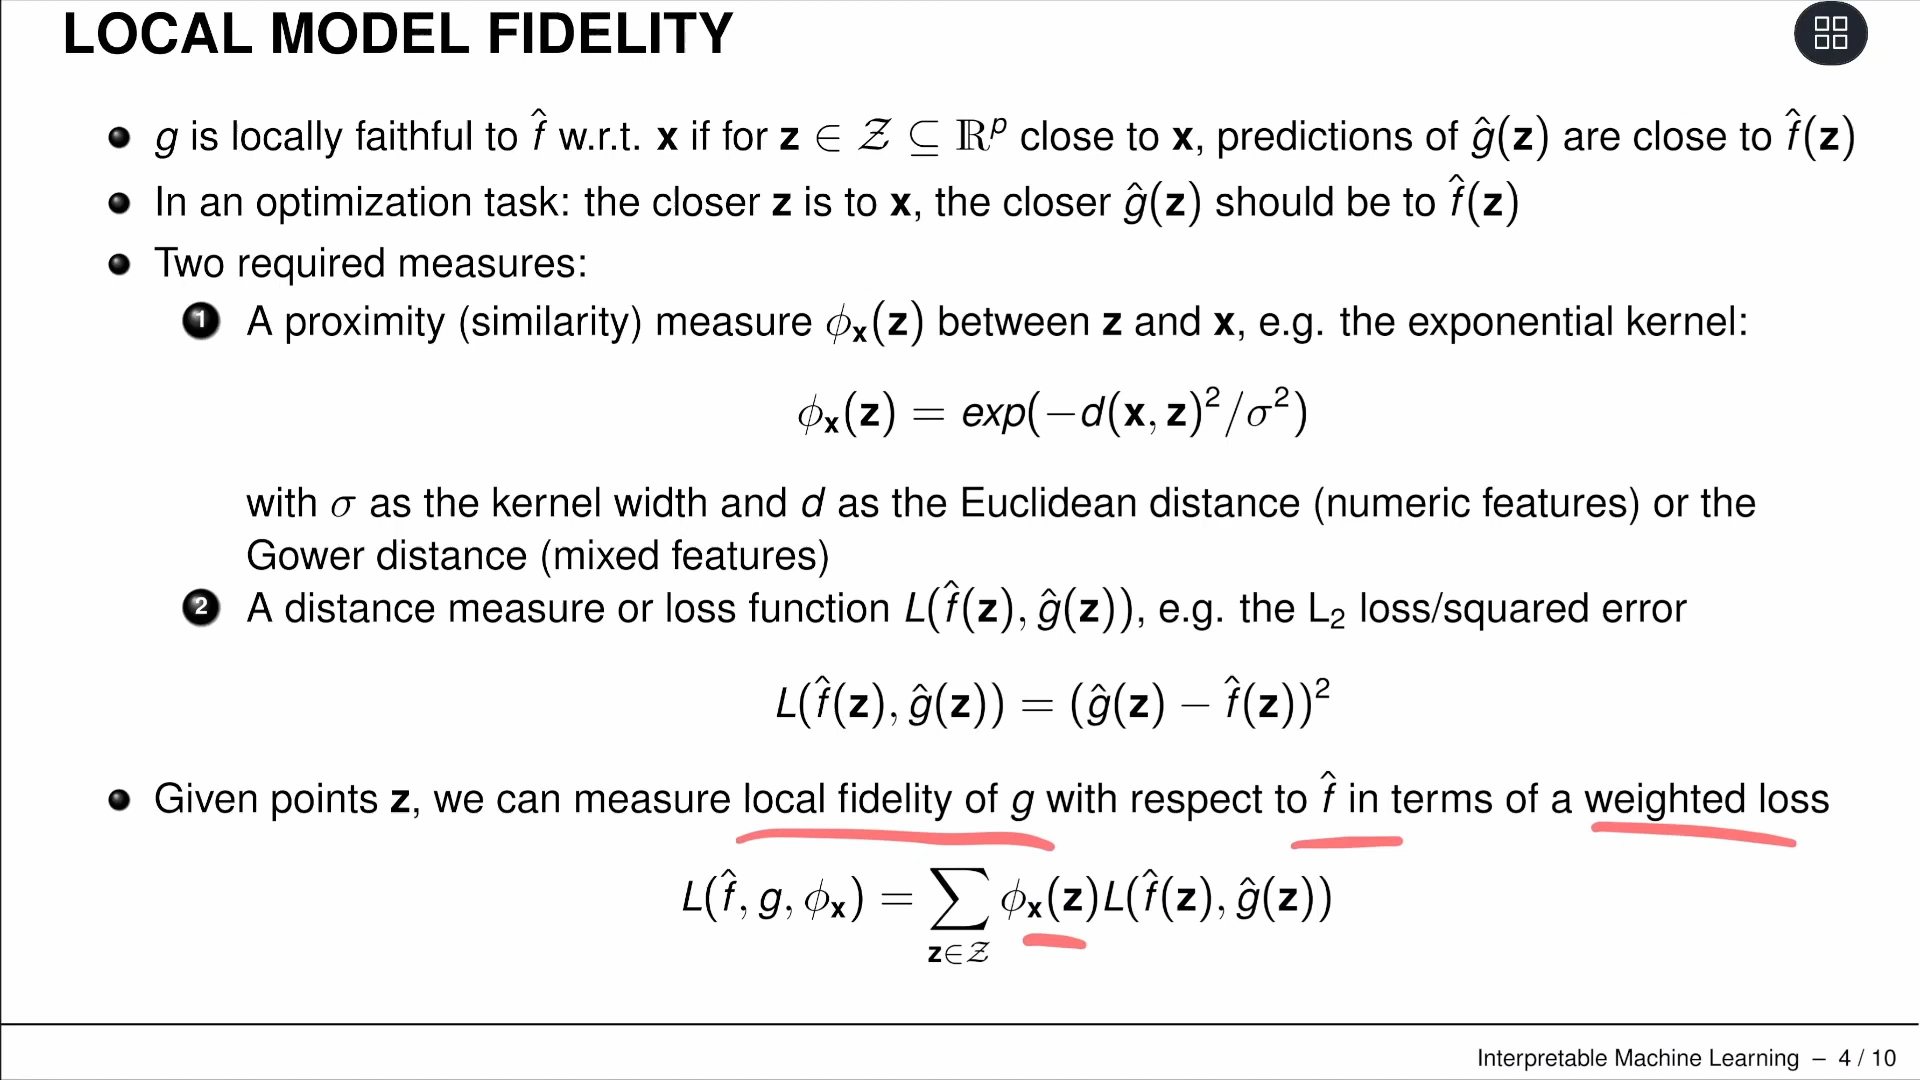 LOCAL MODEL FIDELITY
g is locally faithful to f̂ w.r.t. x if for z ∈ 𝒵 ⊆ ℝᵖ close to x, predictions of ĝ(z) are close to f̂(z)
In an optimization task: the closer z is to x, the closer ĝ(z) should be to f̂(z)
Two required measures:
1 A proximity (similarity) measure ϕₓ(z) between z and x, e.g. the exponential kernel:
ϕₓ(z) = exp(−d(x, z)²/σ²)
with σ as the kernel width and d as the Euclidean distance (numeric features) or the
Gower distance (mixed features)
2 A distance measure or loss function L(f̂(z), ĝ(z)), e.g. the L₂ loss/squared error
L(f̂(z), ĝ(z)) = (ĝ(z) − f̂(z))²
Given points z, we can measure local fidelity of g with respect to f̂ in terms of a weighted loss
L(f̂, g, ϕₓ) = ∑ ϕₓ(z)L(f̂(z), ĝ(z))
z∈𝒵
Interpretable Machine Learning – 4 / 10